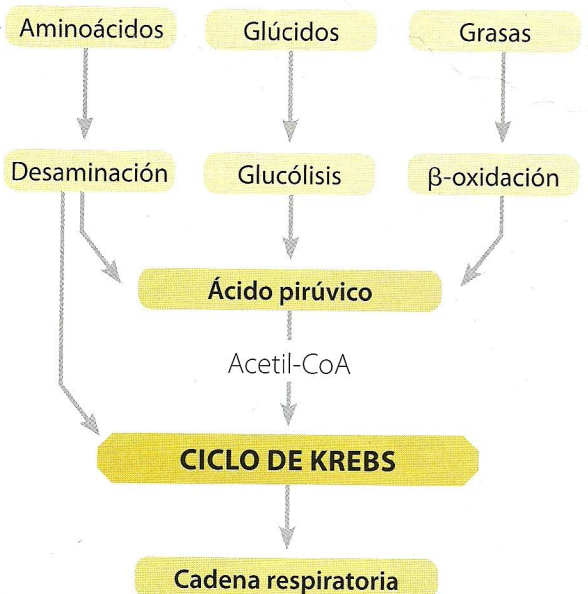 Aminoácidos
Glúcidos
Grasas
Desaminación
Glucólisis
β-oxidación
Ácido pirúvico
Acetil-CoA
CICLO DE KREBS
Cadena respiratoria